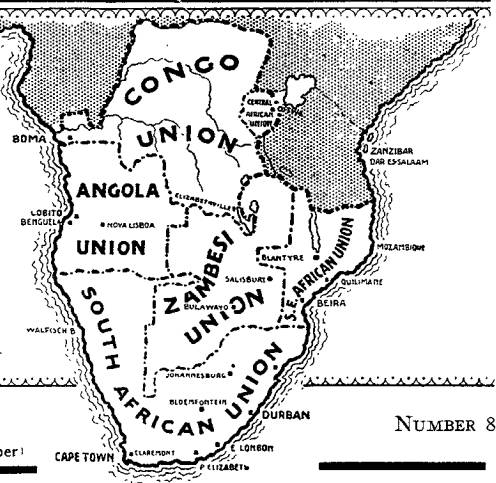 CONGO
UNION
CENTRAL
AFRICAN
UNION
BOMA
ZANZIBAR
DAR ES SALAAM
ANGOLA
UNION
ELIZABETHVILLE
LOBITO
BENGUELA
NOVA LISBOA
ZAMBESI
UNION
BLANTYRE
S.E. AFRICAN UNION
MOZAMBIQUE
QUILIMANE
SALISBURY
BEIRA
BULAWAYO
WALFISCH B.
SOUTH AFRICAN UNION
JOHANNESBURG
BLOEMFONTEIN
DURBAN
CAPE TOWN
CLAREMONT
E LONDON
P. ELIZABETH
NUMBER 8